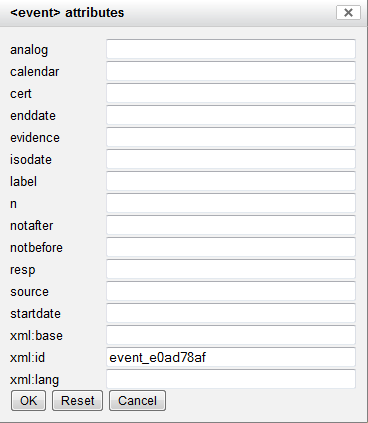 <event> attributes
analog
calendar
cert
enddate
evidence
isodate
label
n
notafter
notbefore
resp
source
startdate
xml:base
xml:id event_e0ad78af
xml:lang
OK Reset Cancel